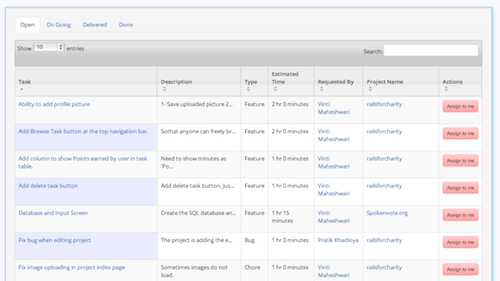 Open On Going Delivered Done
Show 10 entries Search:
Task Description Type Estimated Time Requested By Project Name Actions
Ability to add profile picture 1- Save uploaded picture 2... Feature 2 hr 0 minutes Vinti Maheshwari railsforcharity Assign to me
Add Browse Task button at the top navigation bar. Sothat anyone can freely br... Feature 2 hr 0 minutes Vinti Maheshwari railsforcharity Assign to me
Add column to show Points earned by user in task table. Need to show minutes as 'Po... Feature 1 hr 0 minutes Vinti Maheshwari railsforcharity Assign to me
Add delete task button Add delete task button, jus... Feature 1 hr 0 minutes Vinti Maheshwari railsforcharity Assign to me
Database and Input Screen Create the SQL database an... Feature 1 hr 15 minutes Vinti Maheshwari Spokenvote.org Assign to me
Fix bug when editing project The project is adding the e... Bug 1 hr 0 minutes Pratik Khadloya railsforcharity Assign to me
Fix image uploading in project index page Sometimes images do not load. Chore 1 hr 0 minutes Vinti Maheshwari railsforcharity Assign to me